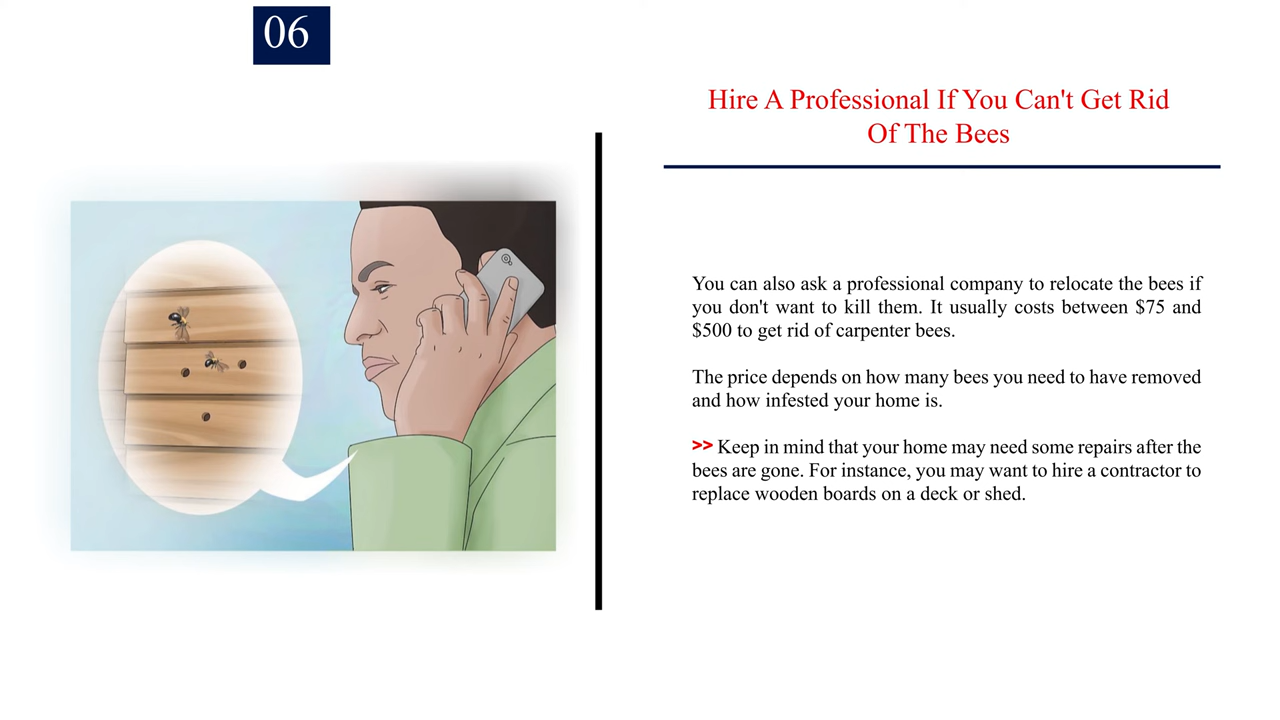 06
Hire A Professional If You Can't Get Rid
Of The Bees
You can also ask a professional company to relocate the bees if
you don't want to kill them. It usually costs between $75 and
$500 to get rid of carpenter bees.
The price depends on how many bees you need to have removed
and how infested your home is.
>> Keep in mind that your home may need some repairs after the
bees are gone. For instance, you may want to hire a contractor to
replace wooden boards on a deck or shed.